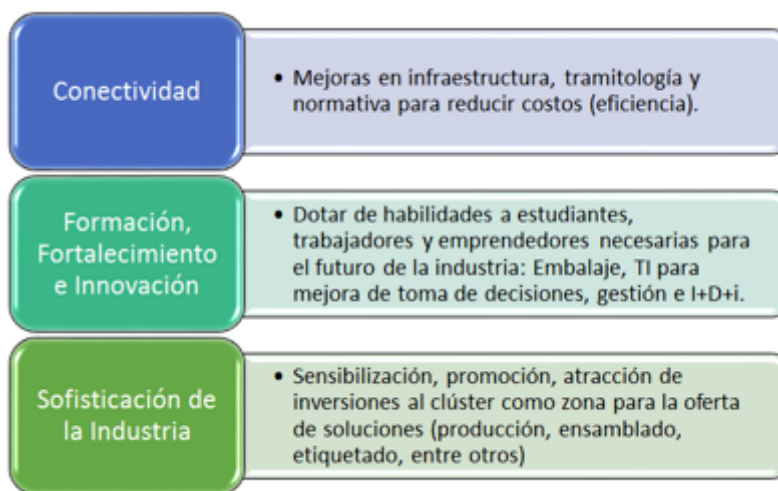 Conectividad
• Mejoras en infraestructura, tramitología y
normativa para reducir costos (eficiencia).
Formación,
Fortalecimiento
e Innovación
• Dotar de habilidades a estudiantes,
trabajadores y emprendedores necesarias para
el futuro de la industria: Embalaje, TI para
mejora de toma de decisiones, gestión e I+D+i.
Sofisticación de
la Industria
• Sensibilización, promoción, atracción de
inversiones al clúster como zona para la oferta
de soluciones (producción, ensamblado,
etiquetado, entre otros)